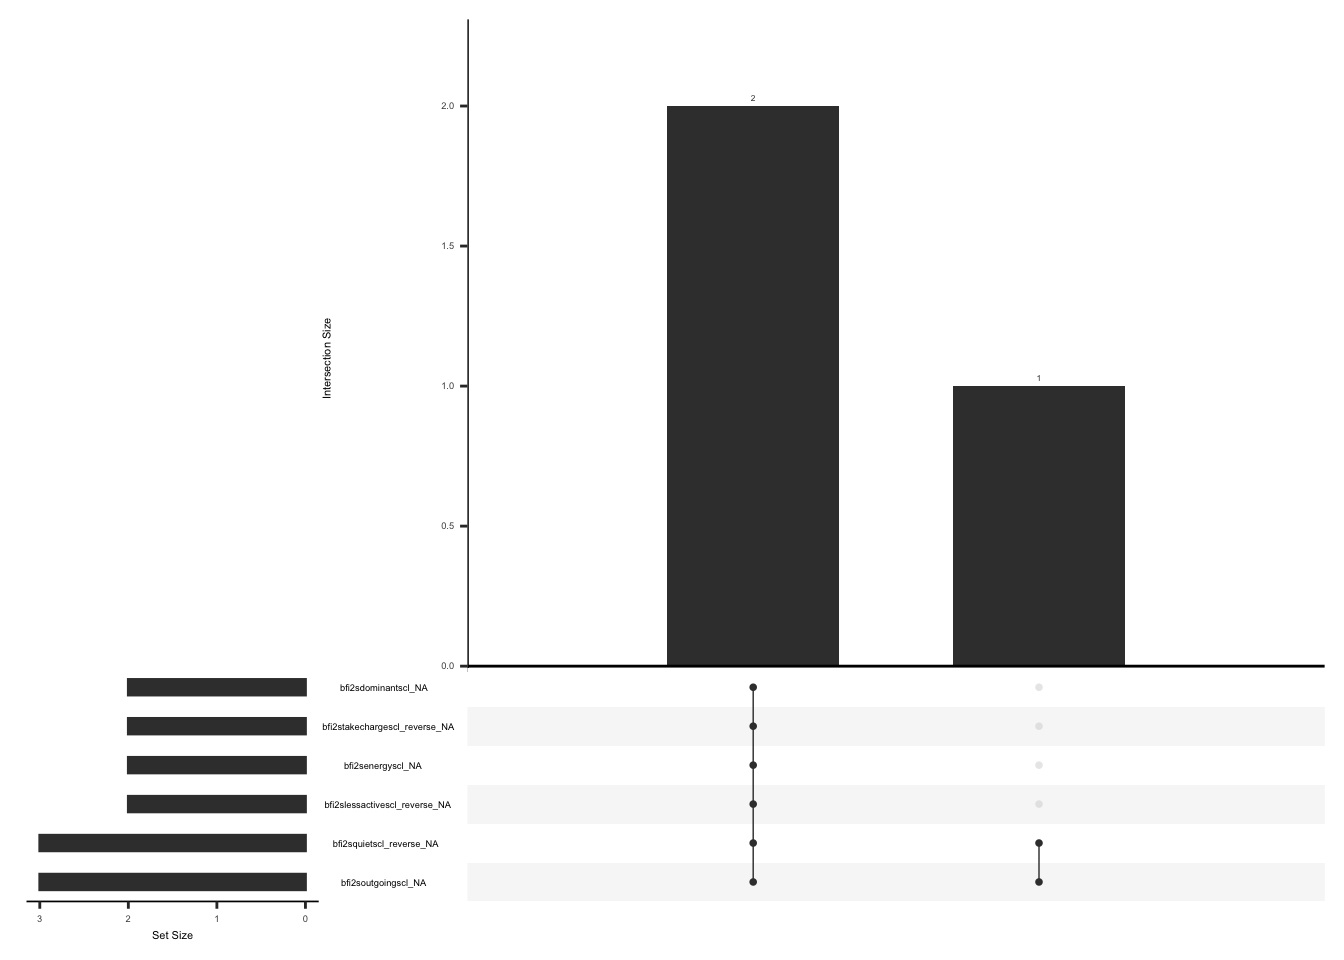 2
2.0
1.5
Intersection Size
1
1.0
0.5
0.0
bfi2sdominantscl_NA
bfi2stakechargescl_reverse_NA
bfi2senergyscl_NA
bfi2slessactivescl_reverse_NA
bfi2squietscl_reverse_NA
bfi2soutgoingscl_NA
3 2 1 0
Set Size